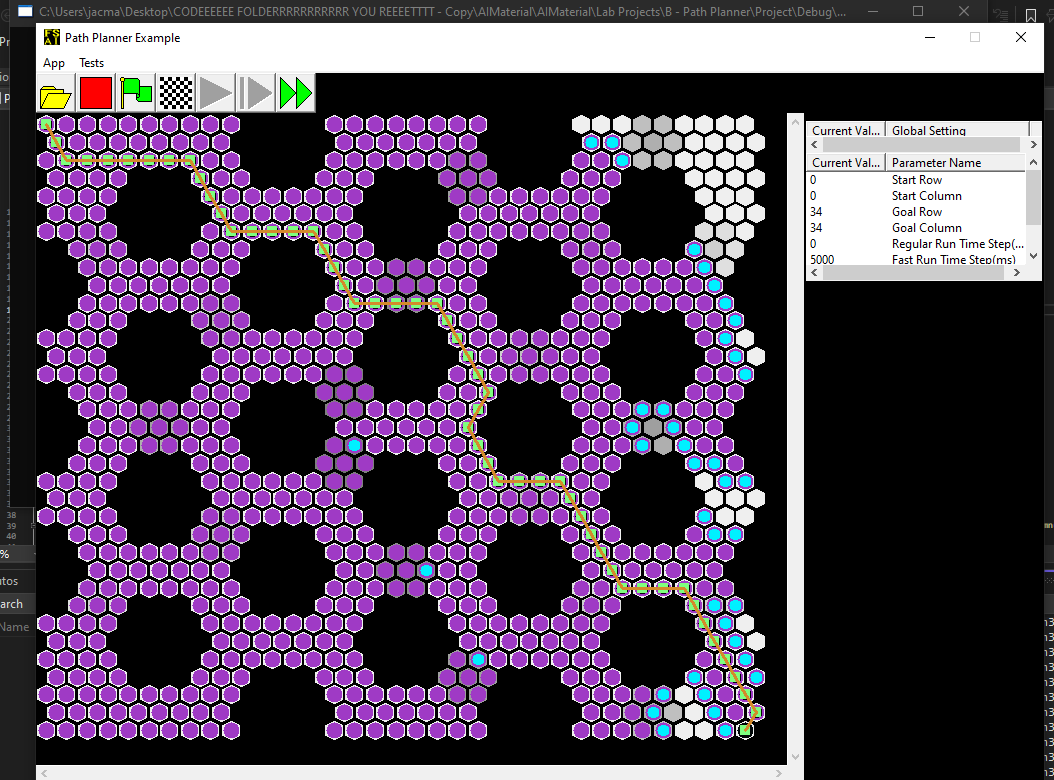 C:\Users\jacma\Desktop\CODEEEEEE FOLDERRRRRRRRRRR YOU REEEETTTT - Copy\AIMaterial\AIMaterial\Lab Projects\B - Path Planner\Project\Debug\...
FS
AI
Path Planner Example
App Tests
Current Val... Global Setting
Current Val... Parameter Name
0 Start Row
0 Start Column
34 Goal Row
34 Goal Column
0 Regular Run Time Step(...
5000 Fast Run Time Step(ms)
38
39
40
%
utos
arch
Name